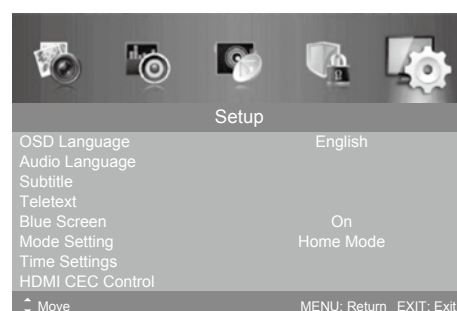 Setup
OSD Language English
Audio Language
Subtitle
Teletext
Blue Screen On
Mode Setting Home Mode
Time Settings
HDMI CEC Control
Move MENU: Return EXIT: Exit